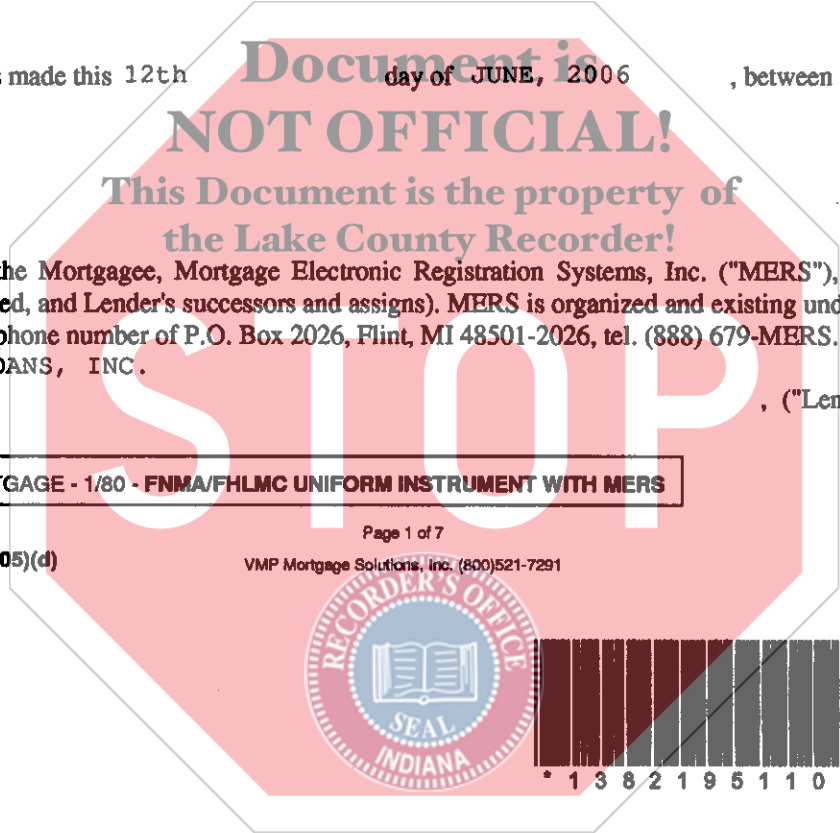 s made this 12th day of JUNE, 2006 , between
Document is
NOT OFFICIAL!
This Document is the property of
the Lake County Recorder!
the Mortgagee, Mortgage Electronic Registration Systems, Inc. ("MERS"),
ed, and Lender's successors and assigns). MERS is organized and existing und
phone number of P.O. Box 2026, Flint, MI 48501-2026, tel. (888) 679-MERS.
OANS, INC.
, ("Len
STOP
TGAGE - 1/80 - FNMA/FHLMC UNIFORM INSTRUMENT WITH MERS
Page 1 of 7
05)(d)
VMP Mortgage Solutions, Inc. (800)521-7291
RECORDER'S OFFICE
SEAL
INDIANA
* 1 3 8 2 1 9 5 1 1 0